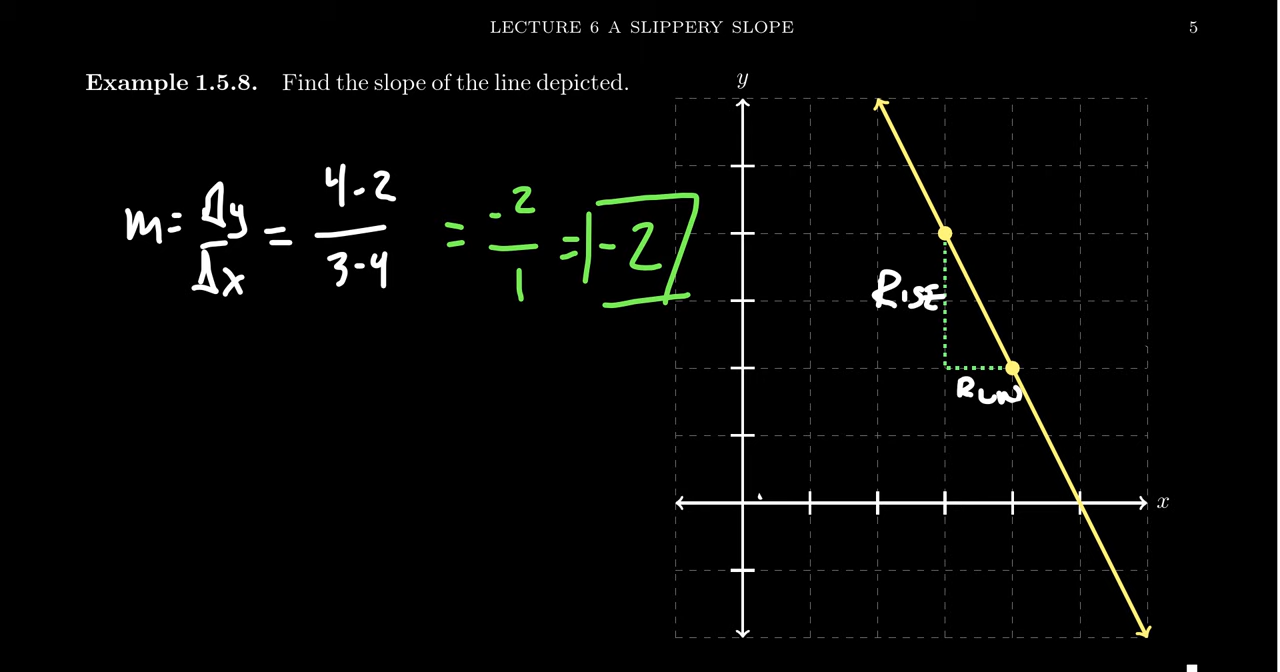 LECTURE 6 A SLIPPERY SLOPE 5
Example 1.5.8. Find the slope of the line depicted.
y
m = Δy/Δx = 4-2/3-4 = -2/1 = -2
RISE
RUN
x